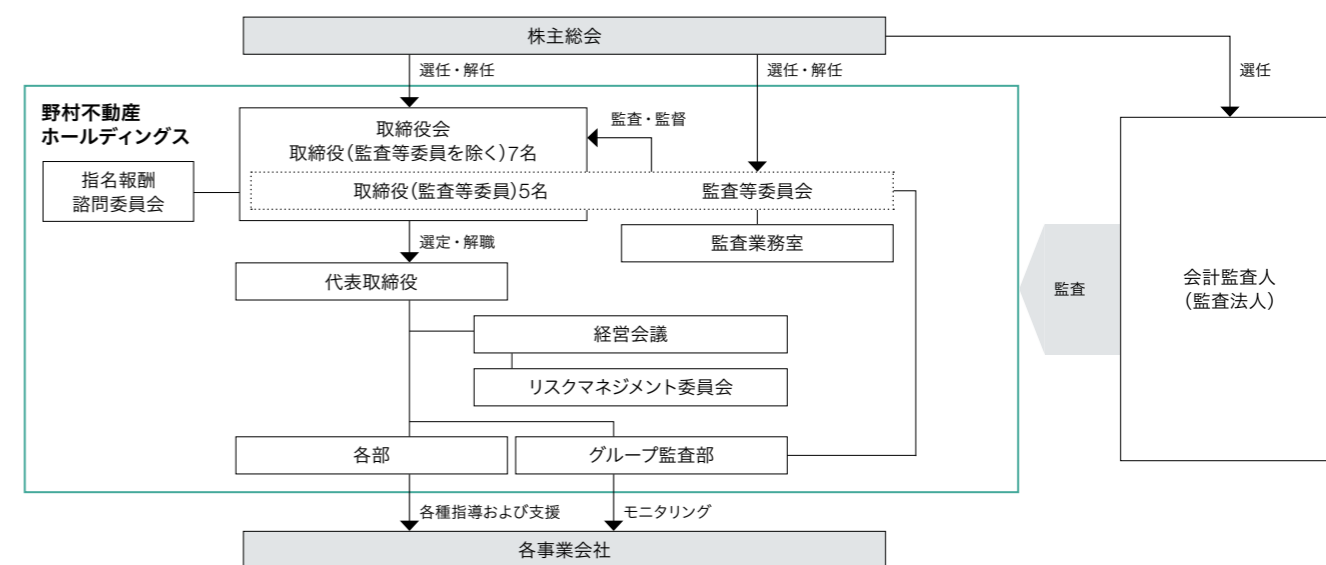 株主総会
選任・解任
選任・解任
選任
野村不動産
ホールディングス
取締役会
取締役(監査等委員を除く)7名
監査・監督
指名報酬
諮問委員会
取締役(監査等委員)5名
監査等委員会
監査業務室
選定・解職
代表取締役
会計監査人
(監査法人)
監査
経営会議
リスクマネジメント委員会
各部
グループ監査部
各種指導および支援
モニタリング
各事業会社